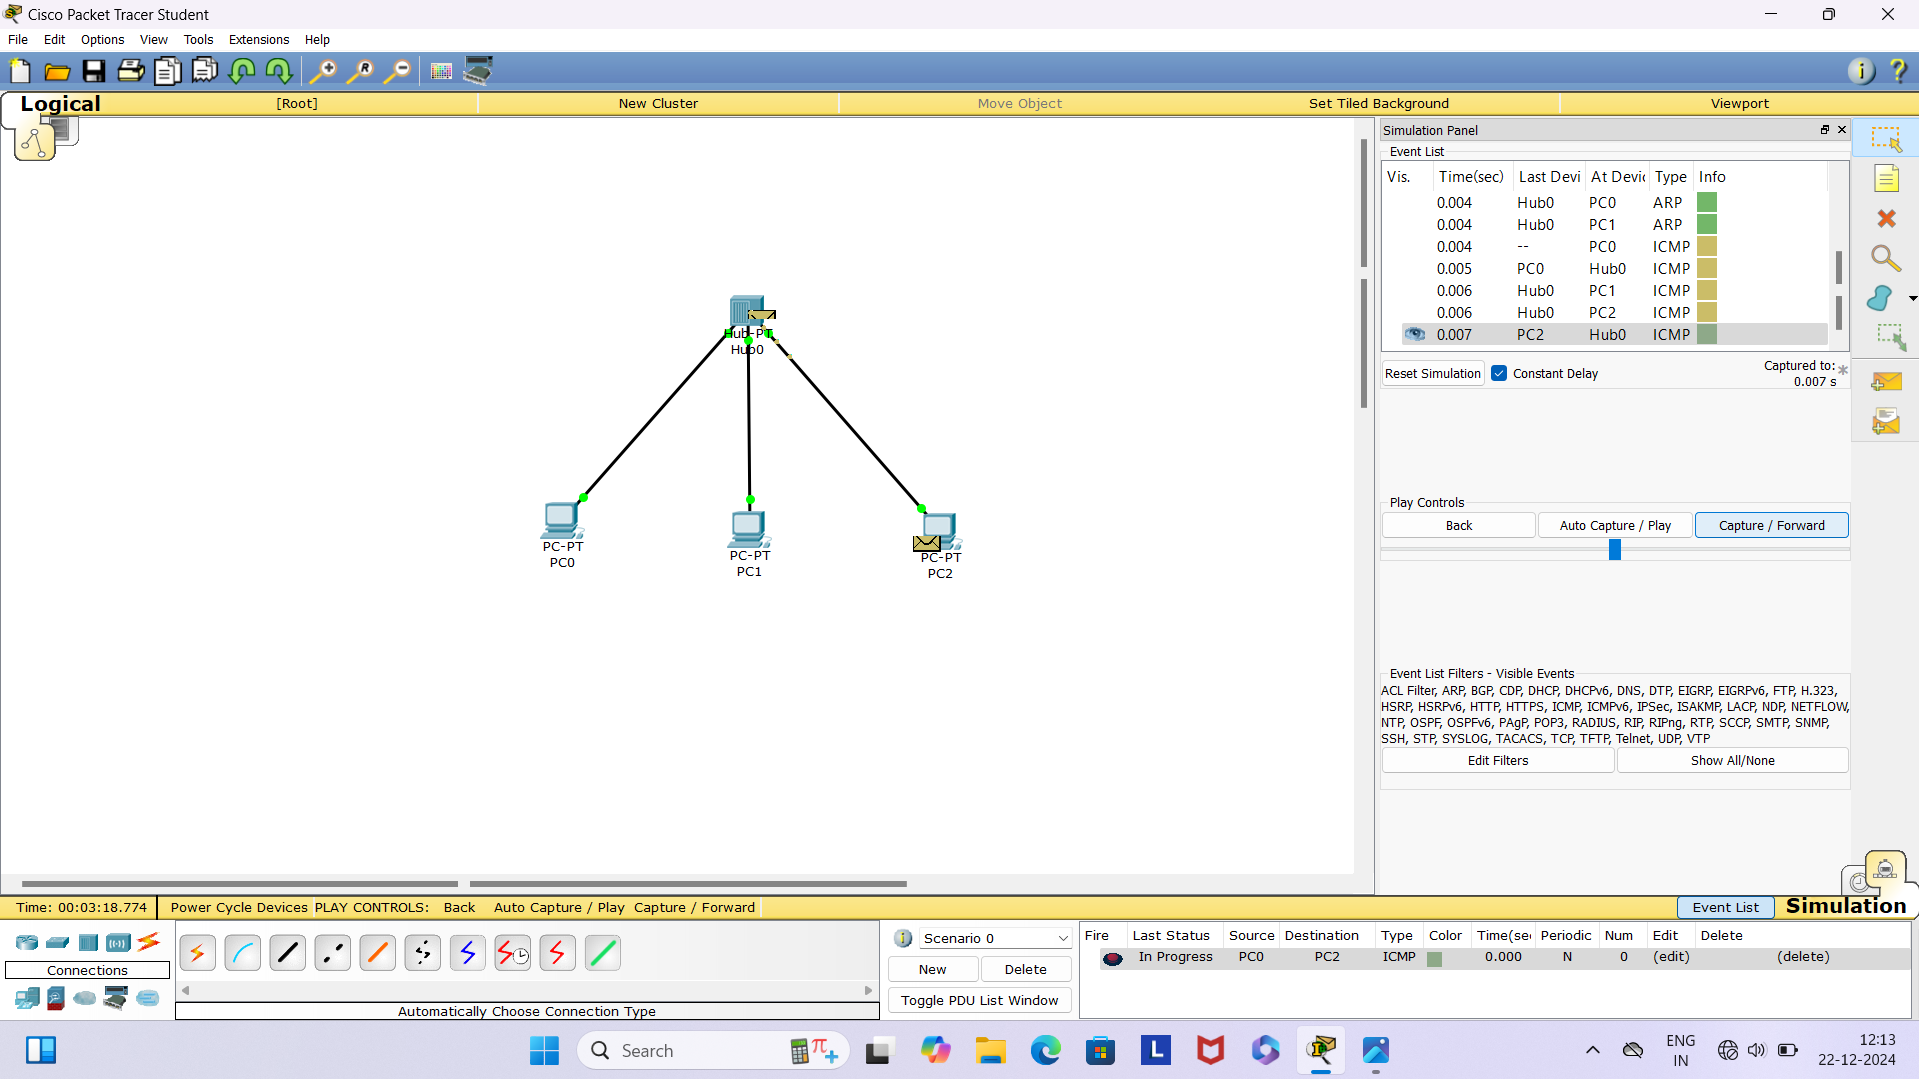 Cisco Packet Tracer Student
File Edit Options View Tools Extensions Help
Logical [Root] New Cluster Move Object Set Tiled Background Viewport
Hub-PT
Hub0
PC-PT
PC0
PC-PT
PC1
PC-PT
PC2
Simulation Panel
Event List
Vis. Time(sec) Last Devi At Devic Type Info
0.004 Hub0 PC0 ARP
0.004 Hub0 PC1 ARP
0.004 -- PC0 ICMP
0.005 PC0 Hub0 ICMP
0.006 Hub0 PC1 ICMP
0.006 Hub0 PC2 ICMP
0.007 PC2 Hub0 ICMP
Reset Simulation Constant Delay Captured to: *
0.007 s
Play Controls
Back Auto Capture / Play Capture / Forward
Event List Filters - Visible Events
ACL Filter, ARP, BGP, CDP, DHCP, DHCPv6, DNS, DTP, EIGRP, EIGRPv6, FTP, H.323,
HSRP, HSRPv6, HTTP, HTTPS, ICMP, ICMPv6, IPSec, ISAKMP, LACP, NDP, NETFLOW,
NTP, OSPF, OSPFv6, PAgP, POP3, RADIUS, RIP, RIPng, RTP, SCCP, SMTP, SNMP,
SSH, STP, SYSLOG, TACACS, TCP, TFTP, Telnet, UDP, VTP
Edit Filters Show All/None
Time: 00:03:18.774 Power Cycle Devices PLAY CONTROLS: Back Auto Capture / Play Capture / Forward Event List Simulation
Connections
Automatically Choose Connection Type
Scenario 0
New Delete
Toggle PDU List Window
Fire Last Status Source Destination Type Color Time(sec Periodic Num Edit Delete
In Progress PC0 PC2 ICMP 0.000 N 0 (edit) (delete)
Search
ENG
IN
12:13
22-12-2024